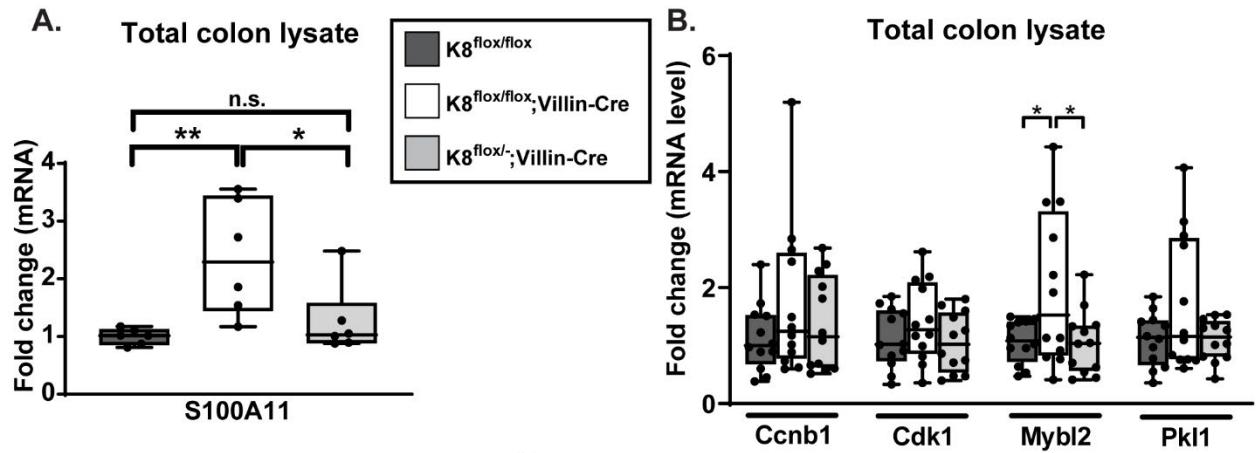 A.
Total colon lysate
n.s.
**
*
Fold change (mRNA)
4
3
2
1
0
S100A11
K8flox/flox
K8flox/flox;Villin-Cre
K8flox/-;Villin-Cre
B.
Total colon lysate
Fold change (mRNA level)
6
4
2
0
*
*
Ccnb1
Cdk1
Mybl2
Pkl1